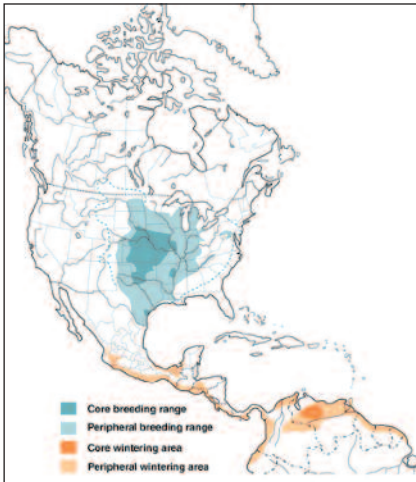 Core breeding range
Peripheral breeding range
Core wintering area
Peripheral wintering area